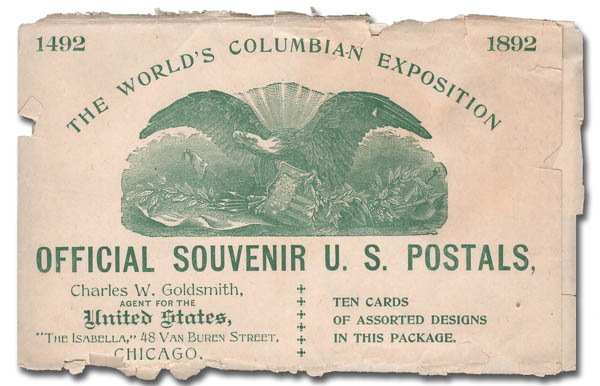 1492 1892
THE WORLD'S COLUMBIAN EXPOSITION
OFFICIAL SOUVENIR U. S. POSTALS,
Charles W. Goldsmith,
AGENT FOR THE
United States,
"THE ISABELLA," 48 VAN BUREN STREET,
CHICAGO.
TEN CARDS
OF ASSORTED DESIGNS
IN THIS PACKAGE.